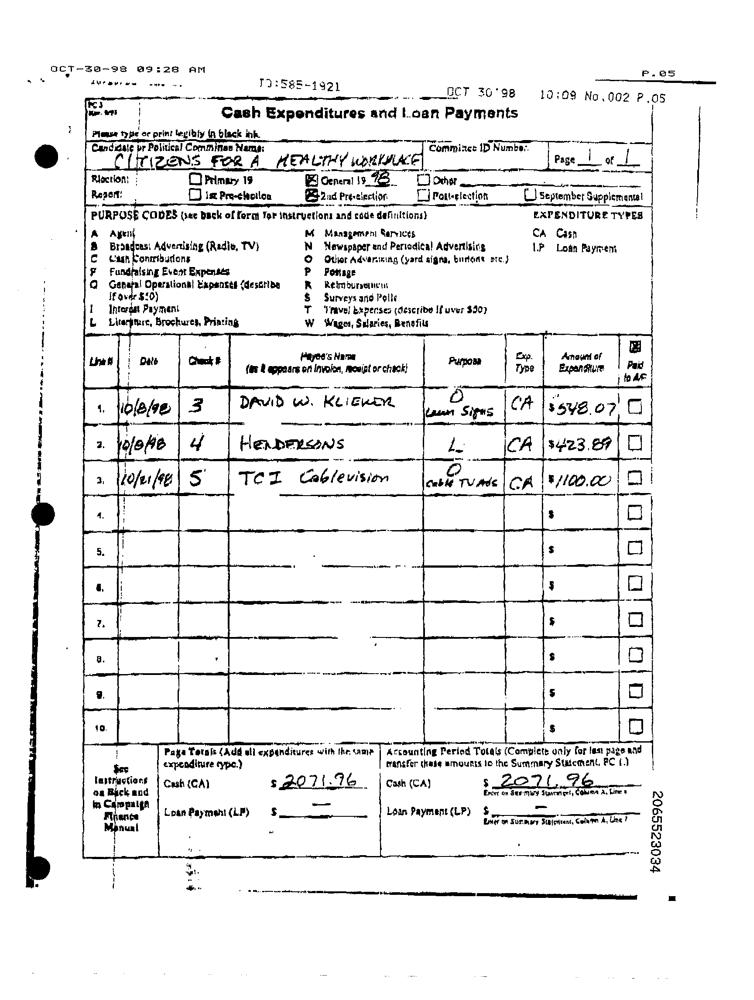 OCT-30-98 09:28 AM P.05
ID:585-1921 OCT 30'98 10:09 No.002 P.05
PC 3
Cash Expenditures and Loan Payments
Please type or print legibly in black ink.
Candidate or Political Committee Name: Committee ID Number:
CITIZENS FOR A HEALTHY WORKPLACE Page 1 of 1
Election: Primary 19 General 19 98 Other
Report: 1st Pre-election 2nd Pre-election Post-election September Supplemental
PURPOSE CODES (see back of form for instructions and code definitions) EXPENDITURE TYPES
A Agent M Management Services CA Cash
B Broadcast Advertising (Radio, TV) N Newspaper and Periodical Advertising LP Loan Payment
C Cash Contributions O Other Advertising (yard signs, buttons etc.)
F Fundraising Event Expenses P Postage
G General Operational Expenses (describe R Reimbursement
if over $50) S Surveys and Polls
I Interest Payment T Travel Expenses (describe if over $50)
L Literature, Brochures, Printing W Wages, Salaries, Benefits
Line # Date Check # Payee's Name (as it appears on invoice, receipt or check) Purpose Exp. Type Amount of Expenditure Paid to A/C
1. 10/8/98 3 DAVID W. O Lawn Signs CA $548.07
2. 10/8/98 4 HENDERSONS L CA $423.89
3. 10/21/98 5 TCI Cablevision O Cable TV Ads CA $1100.00
4. $
5. $
6. $
7. $
8. $
9. $
10. $
Page Totals (Add all expenditures with the same expenditure type.)
Accounting Period Totals (Complete only for last page and transfer these amounts to the Summary Statement, PC 1.)
See Instructions on Back and in Campaign Finance Manual
Cash (CA) $ 2071.96 Cash (CA) $ 2071.96
Enter on Summary Statement, Column A, Line
Loan Payment (LP) $ — Loan Payment (LP) $ —
Enter on Summary Statement, Column A, Line 7
2065523034